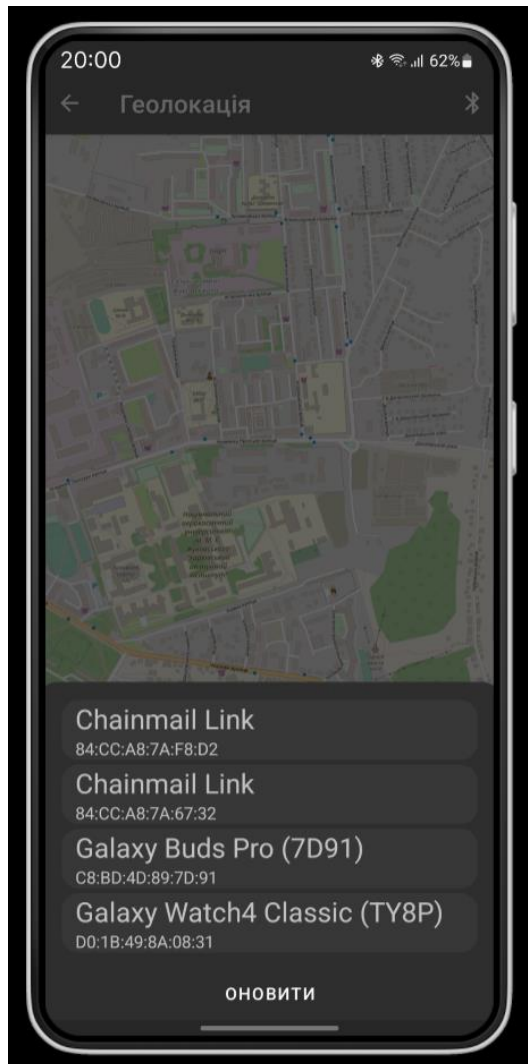 20:00
62%
Геолокація
Chainmail Link
84:CC:A8:7A:F8:D2
Chainmail Link
84:CC:A8:7A:67:32
Galaxy Buds Pro (7D91)
C8:BD:4D:89:7D:91
Galaxy Watch4 Classic (TY8P)
D0:1B:49:8A:08:31
ОНОВИТИ